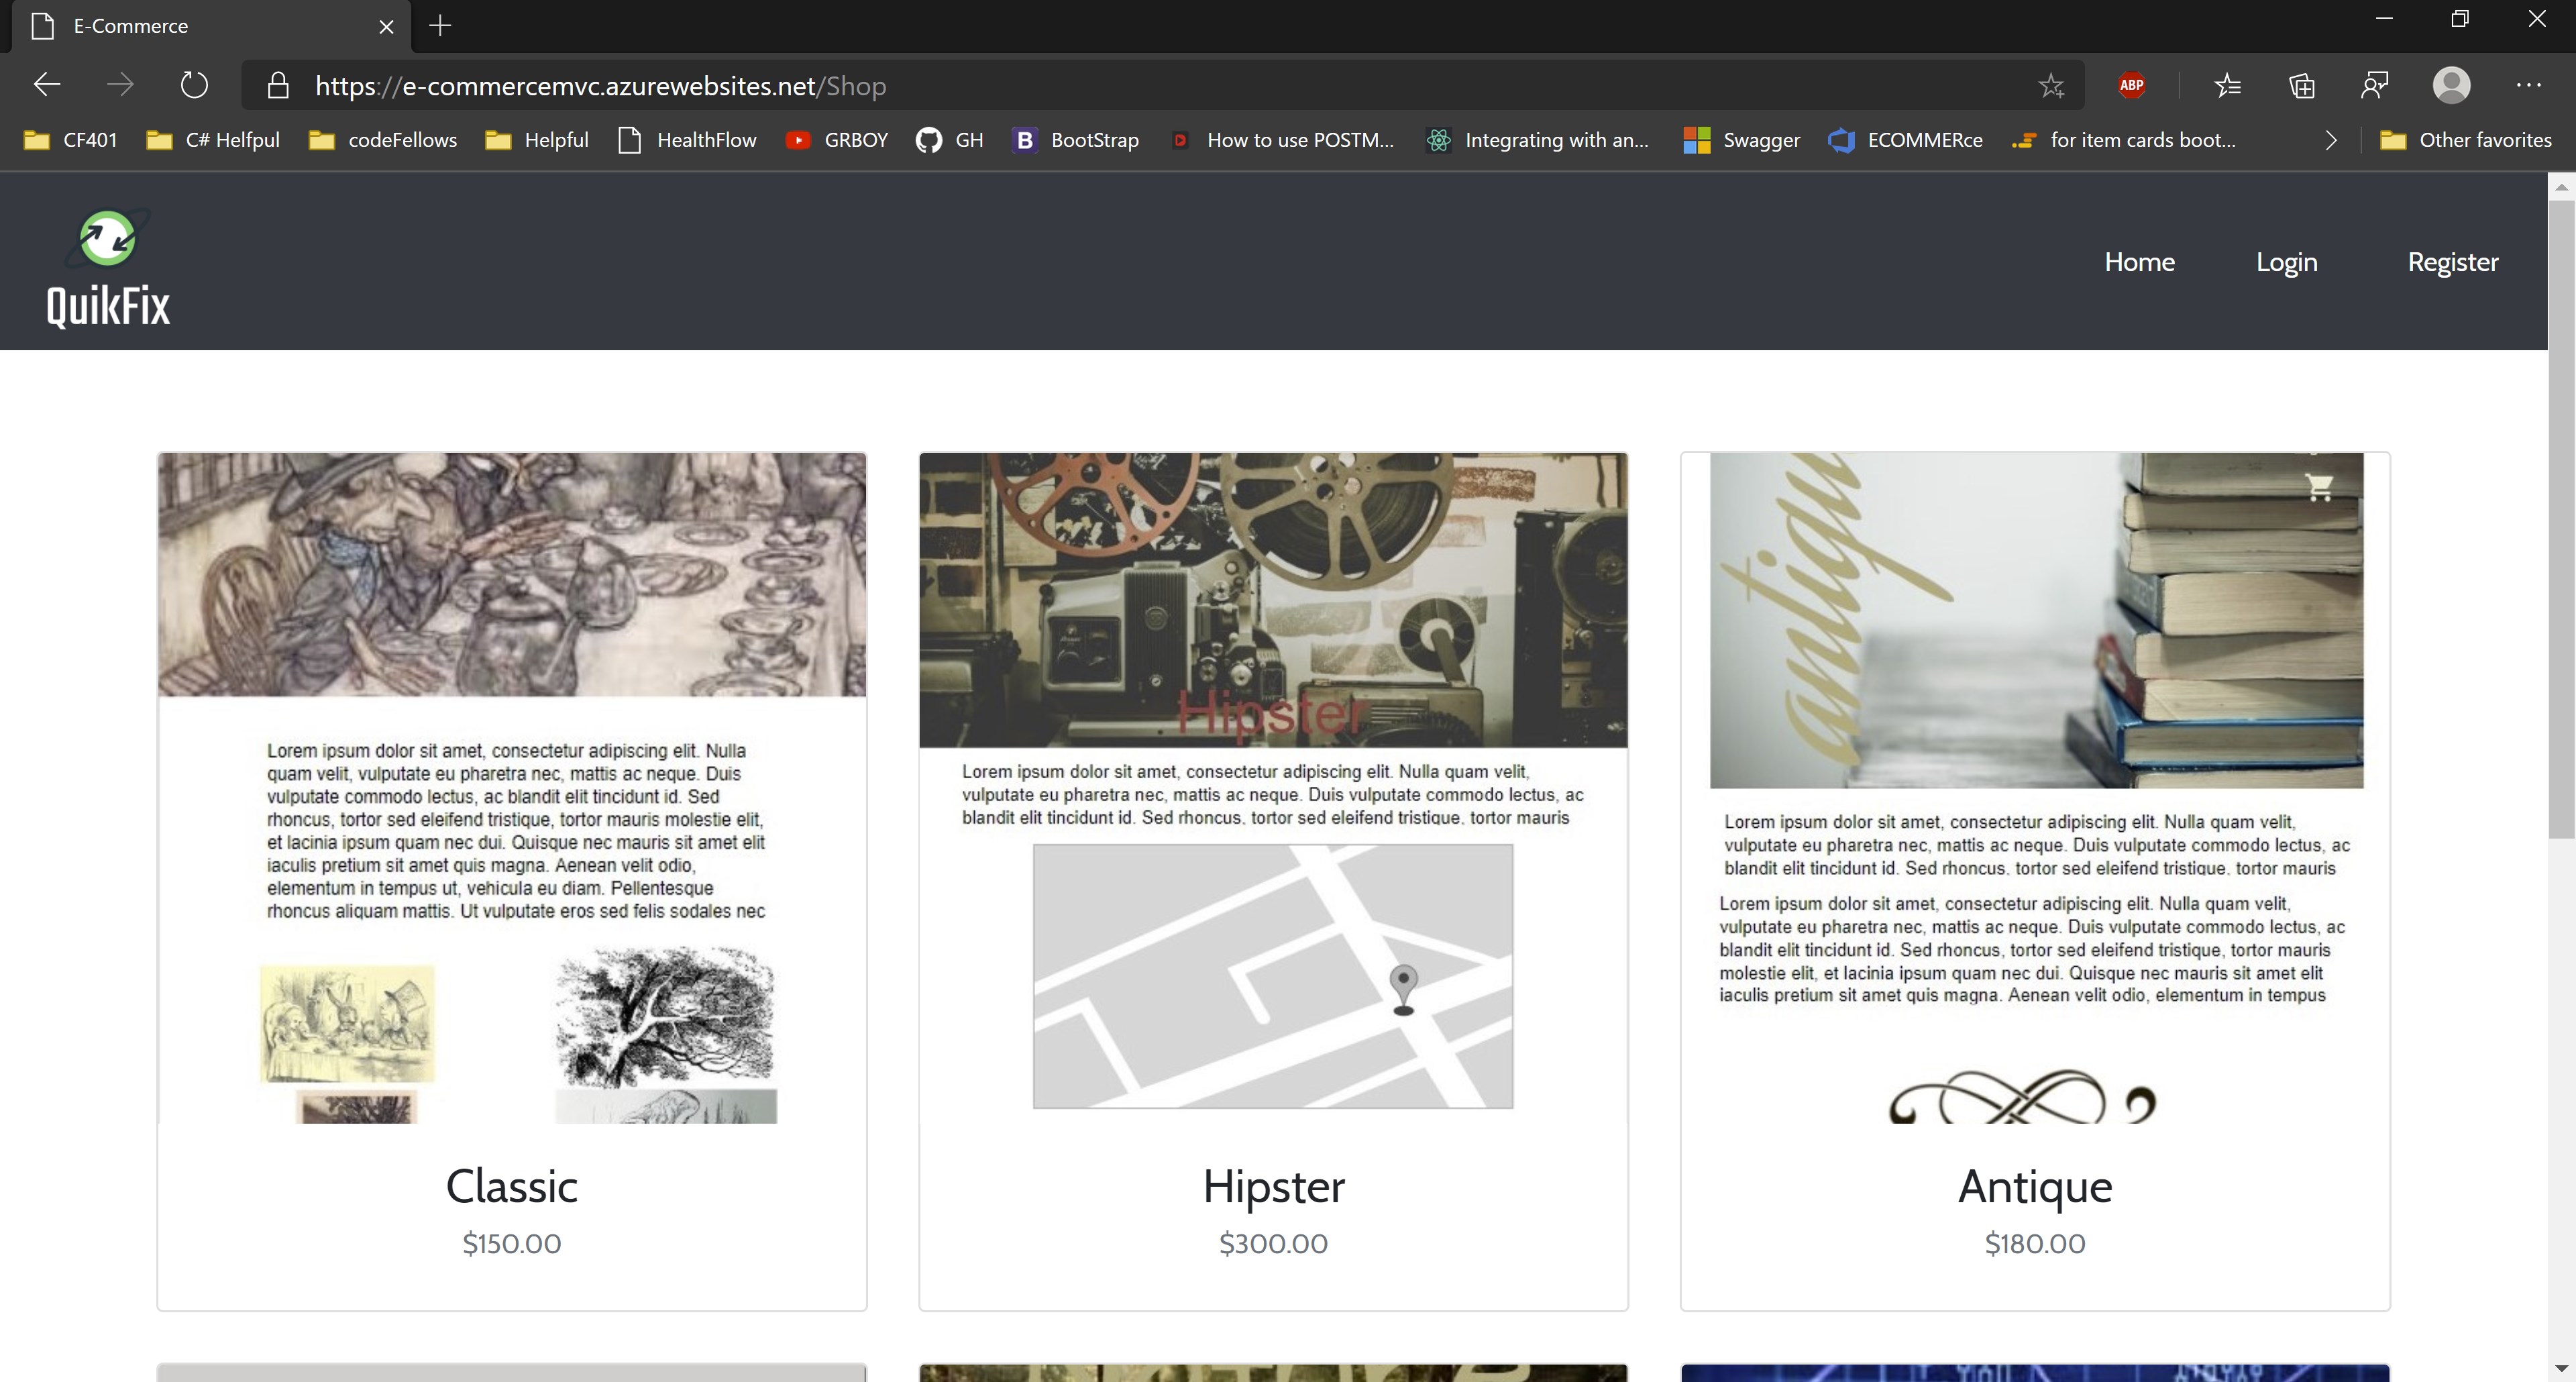 E-Commerce
https://e-commercemvc.azurewebsites.net/Shop
ABP
CF401
C# Helfpul
codeFellows
Helpful
HealthFlow
GRBOY
GH
B BootStrap
How to use POSTM...
Integrating with an...
Swagger
ECOMMERce
for item cards boot...
Other favorites
QuikFix
Home
Login
Register
Lorem ipsum dolor sit amet, consectetur adipiscing elit. Nulla
quam velit, vulputate eu pharetra nec, mattis ac neque. Duis
vulputate commodo lectus, ac blandit elit tincidunt id. Sed
rhoncus, tortor sed eleifend tristique, tortor mauris molestie elit,
et lacinia ipsum quam nec dui. Quisque nec mauris sit amet elit
iaculis pretium sit amet quis magna. Aenean velit odio,
elementum in tempus ut, vehicula eu diam. Pellentesque
rhoncus aliquam mattis. Ut vulputate eros sed felis sodales nec
Classic
$150.00
Hipster
Lorem ipsum dolor sit amet, consectetur adipiscing elit. Nulla quam velit,
vulputate eu pharetra nec, mattis ac neque. Duis vulputate commodo lectus, ac
blandit elit tincidunt id. Sed rhoncus, tortor sed eleifend tristique, tortor mauris
Hipster
$300.00
antiqu
Lorem ipsum dolor sit amet, consectetur adipiscing elit. Nulla quam velit,
vulputate eu pharetra nec, mattis ac neque. Duis vulputate commodo lectus, ac
blandit elit tincidunt id. Sed rhoncus, tortor sed eleifend tristique, tortor mauris
Lorem ipsum dolor sit amet, consectetur adipiscing elit. Nulla quam velit,
vulputate eu pharetra nec, mattis ac neque. Duis vulputate commodo lectus, ac
blandit elit tincidunt id. Sed rhoncus, tortor sed eleifend tristique, tortor mauris
molestie elit, et lacinia ipsum quam nec dui. Quisque nec mauris sit amet elit
iaculis pretium sit amet quis magna. Aenean velit odio, elementum in tempus
Antique
$180.00